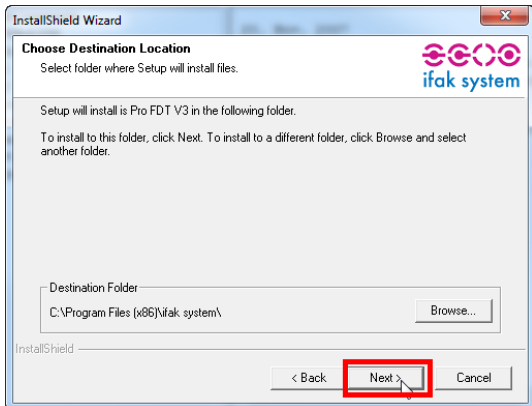 InstallShield Wizard
Choose Destination Location
Select folder where Setup will install files.
ifak system
Setup will install is Pro FDT V3 in the following folder.
To install to this folder, click Next. To install to a different folder, click Browse and select
another folder.
Destination Folder
C:\Program Files (x86)\ifak system\
Browse...
InstallShield
< Back
Next >
Cancel